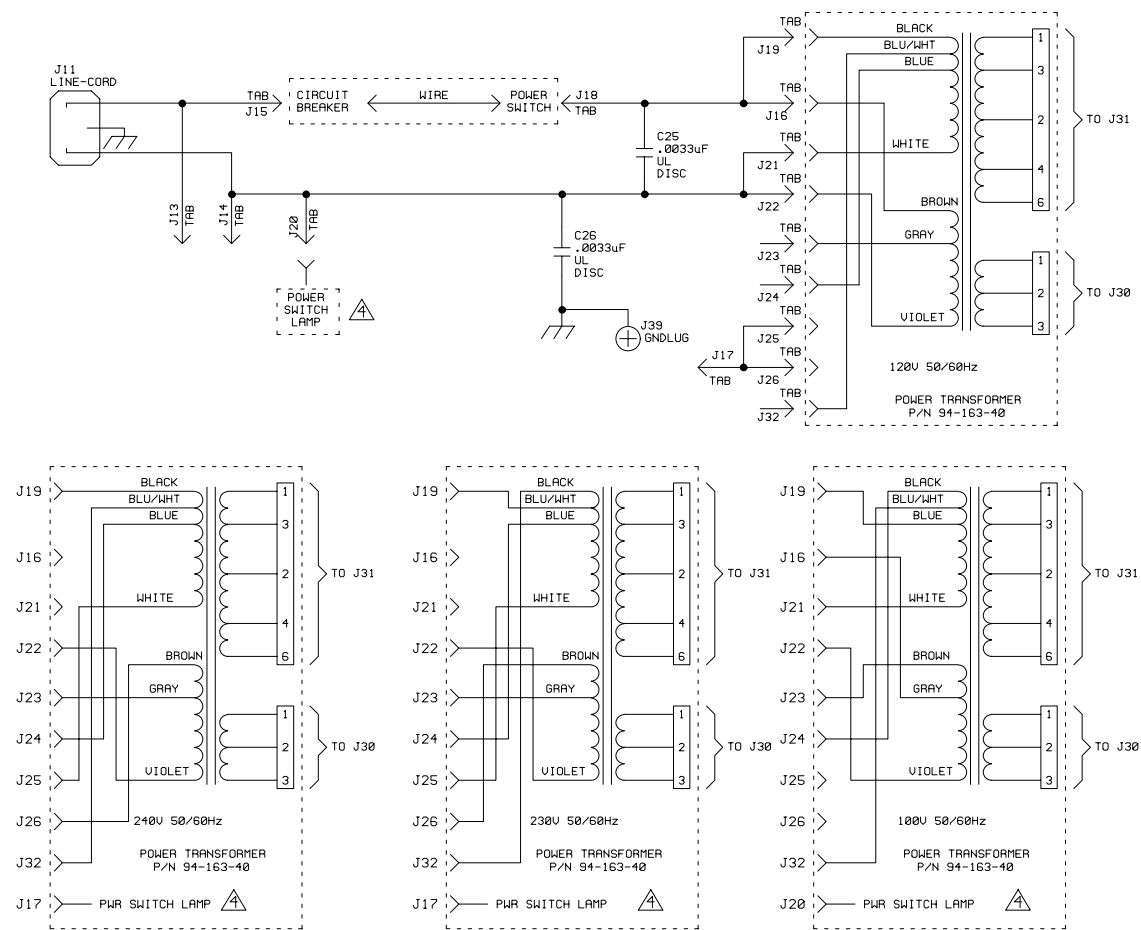 J11
LINE-CORD
TAB
J15
CIRCUIT
BREAKER
WIRE
POWER
SWITCH
J18
TAB
C25
.0033uF
UL
DISC
J13
TAB
J14
TAB
J20
TAB
POWER
SWITCH
LAMP
4
C26
.0033uF
UL
DISC
J39
GNDLUG
J17
TAB
TAB
J19
TAB
J16
TAB
J21
TAB
J22
TAB
J23
TAB
J24
TAB
J25
TAB
J26
TAB
J32
BLACK
BLU/WHT
BLUE
WHITE
BROWN
GRAY
VIOLET
1
3
2
4
6
TO J31
1
2
3
TO J30
120V 50/60Hz
POWER TRANSFORMER
P/N 94-163-40
J19
J16
J21
J22
J23
J24
J25
J26
J32
J17
BLACK
BLU/WHT
BLUE
WHITE
BROWN
GRAY
VIOLET
1
3
2
4
6
TO J31
1
2
3
TO J30
240V 50/60Hz
POWER TRANSFORMER
P/N 94-163-40
PWR SWITCH LAMP
4
J19
J16
J21
J22
J23
J24
J25
J26
J32
J17
BLACK
BLU/WHT
BLUE
WHITE
BROWN
GRAY
VIOLET
1
3
2
4
6
TO J31
1
2
3
TO J30
230V 50/60Hz
POWER TRANSFORMER
P/N 94-163-40
PWR SWITCH LAMP
4
J19
J16
J21
J22
J23
J24
J25
J26
J32
J20
BLACK
BLU/WHT
BLUE
WHITE
BROWN
GRAY
VIOLET
1
3
2
4
6
TO J31
1
2
3
TO J30
100V 50/60Hz
POWER TRANSFORMER
P/N 94-163-40
PWR SWITCH LAMP
4